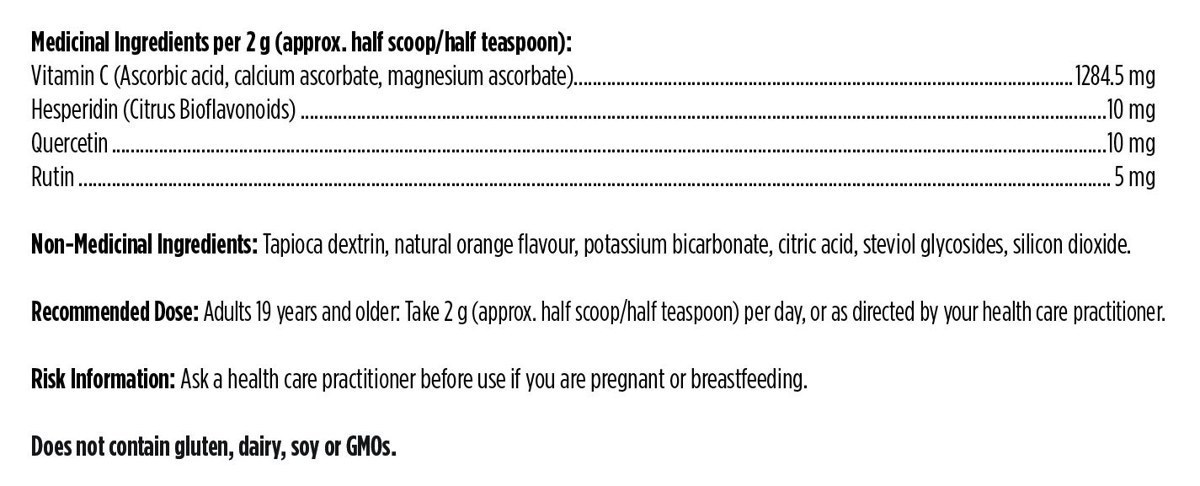 Medicinal Ingredients per 2 g (approx. half scoop/half teaspoon):
Vitamin C (Ascorbic acid, calcium ascorbate, magnesium ascorbate)........................................................................................................1284.5 mg
Hesperidin (Citrus Bioflavonoids) ........................................................................................................................................................................10 mg
Quercetin ................................................................................................................................................................................................................10 mg
Rutin ........................................................................................................................................................................................................................ 5 mg
Non-Medicinal Ingredients: Tapioca dextrin, natural orange flavour, potassium bicarbonate, citric acid, steviol glycosides, silicon dioxide.
Recommended Dose: Adults 19 years and older: Take 2 g (approx. half scoop/half teaspoon) per day, or as directed by your health care practitioner.
Risk Information: Ask a health care practitioner before use if you are pregnant or breastfeeding.
Does not contain gluten, dairy, soy or GMOs.